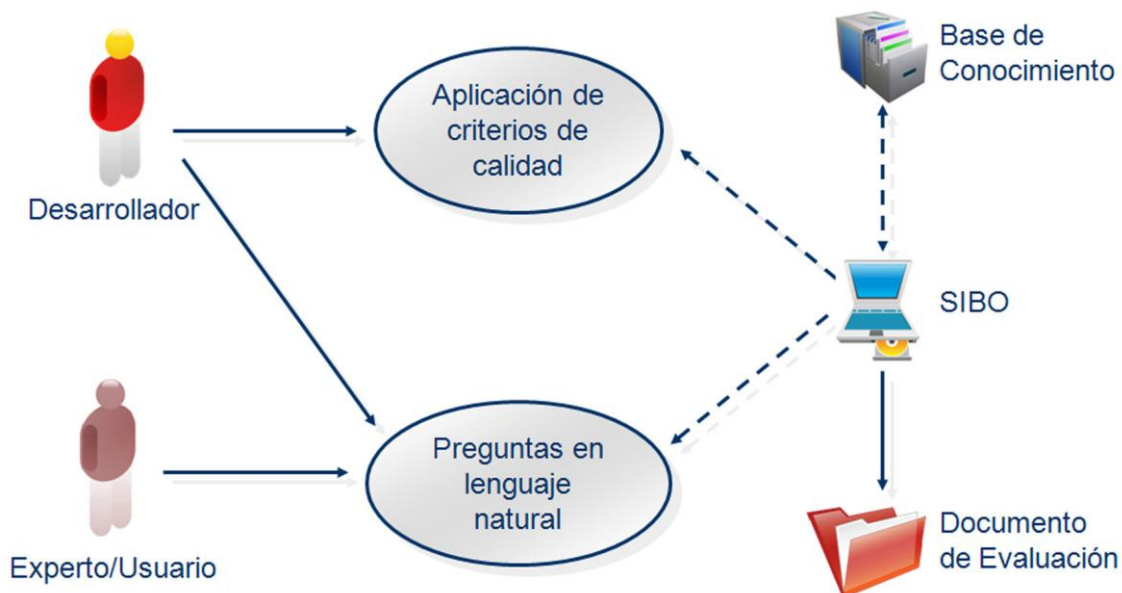 Aplicación de
criterios de
calidad
Base de
Conocimiento
Desarrollador
SIBO
Preguntas en
lenguaje
natural
Experto/Usuario
Documento
de Evaluación